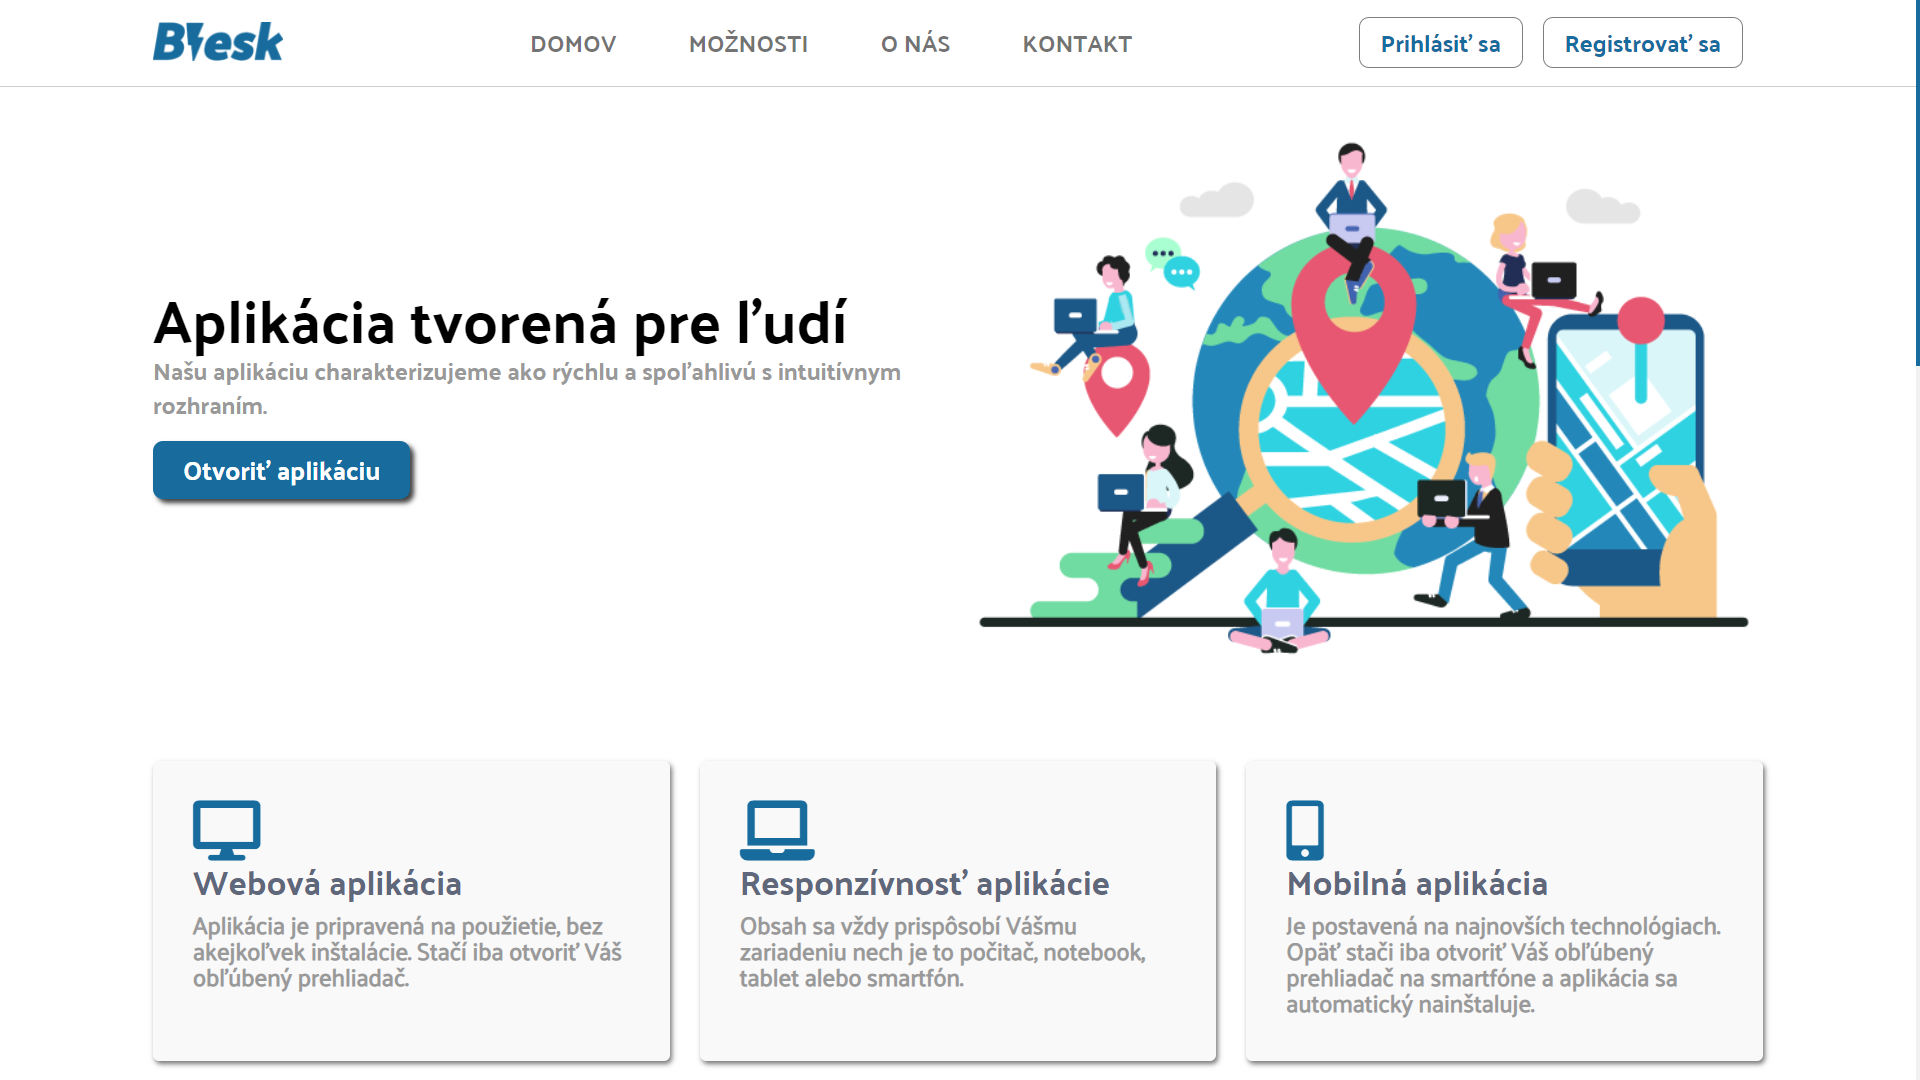 Blesk
DOMOV
MOŽNOSTI
O NÁS
KONTAKT
Prihlásiť sa
Registrovať sa
Aplikácia tvorená pre ľudí
Našu aplikáciu charakterizujeme ako rýchlu a spoľahlivú s intuitívnym
rozhraním.
Otvoriť aplikáciu
Webová aplikácia
Aplikácia je pripravená na použietie, bez
akejkoľvek inštalácie. Stačí iba otvoriť Váš
obľúbený prehliadač.
Responzívnosť aplikácie
Obsah sa vždy prispôsobí Vášmu
zariadeniu nech je to počitač, notebook,
tablet alebo smartfón.
Mobilná aplikácia
Je postavená na najnovších technológiach.
Opäť stači iba otvoriť Váš obľúbený
prehliadač na smartfóne a aplikácia sa
automatický nainštaluje.